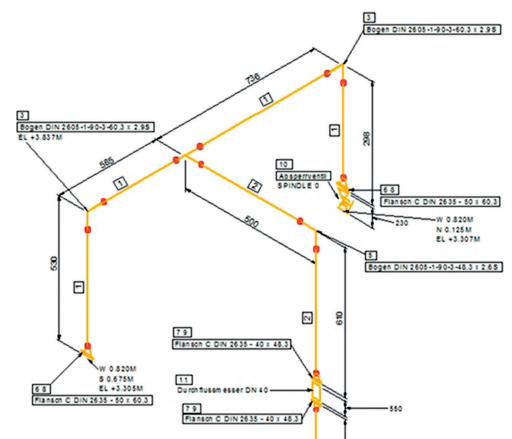 3
Bogen DIN 2605-1-90-3-60,3 x 2,9S
736
1
3
Bogen DIN 2605-1-90-3-60,3 x 2,9S
EL +3.837M
585
1
1
298
10
Absperrventil
SPINDLE 0
6 8
Flansch C DIN 2635 - 50 x 60,3
2
500
230
W 0.820M
N 0.125M
EL +3.307M
5
Bogen DIN 2605-1-90-3-48,3 x 2,6S
530
1
2
610
7 9
Flansch C DIN 2635 - 40 x 48,3
W 0.820M
S 0.675M
EL +3.305M
6 8
Flansch C DIN 2635 - 50 x 60,3
11
Durchflussmesser DN 40
7 9
Flansch C DIN 2635 - 40 x 48,3
550